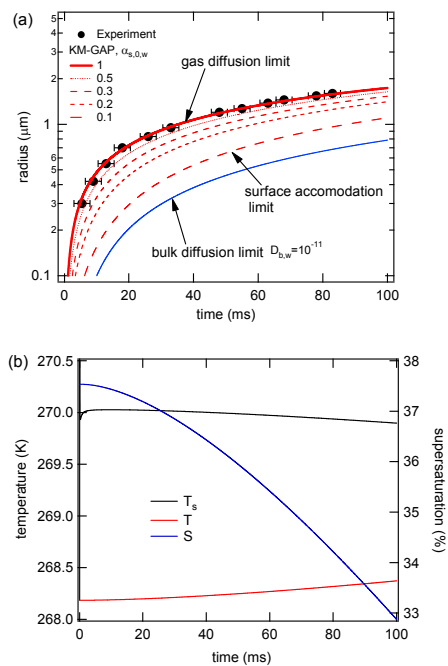 (a)
Experiment
KM-GAP, αs,0,w
1
0.5
0.3
0.2
0.1
gas diffusion limit
surface accomodation
limit
bulk diffusion limit Db,w=10-11
radius (μm)
6
5
4
3
2
1
6
5
4
3
2
0.1
0
20
40
60
80
100
time (ms)
(b)
temperature (K)
270.5
270.0
269.5
269.0
268.5
268.0
Ts
T
S
38
37
36
35
34
33
supersaturation (%)
0
20
40
60
80
100
time (ms)